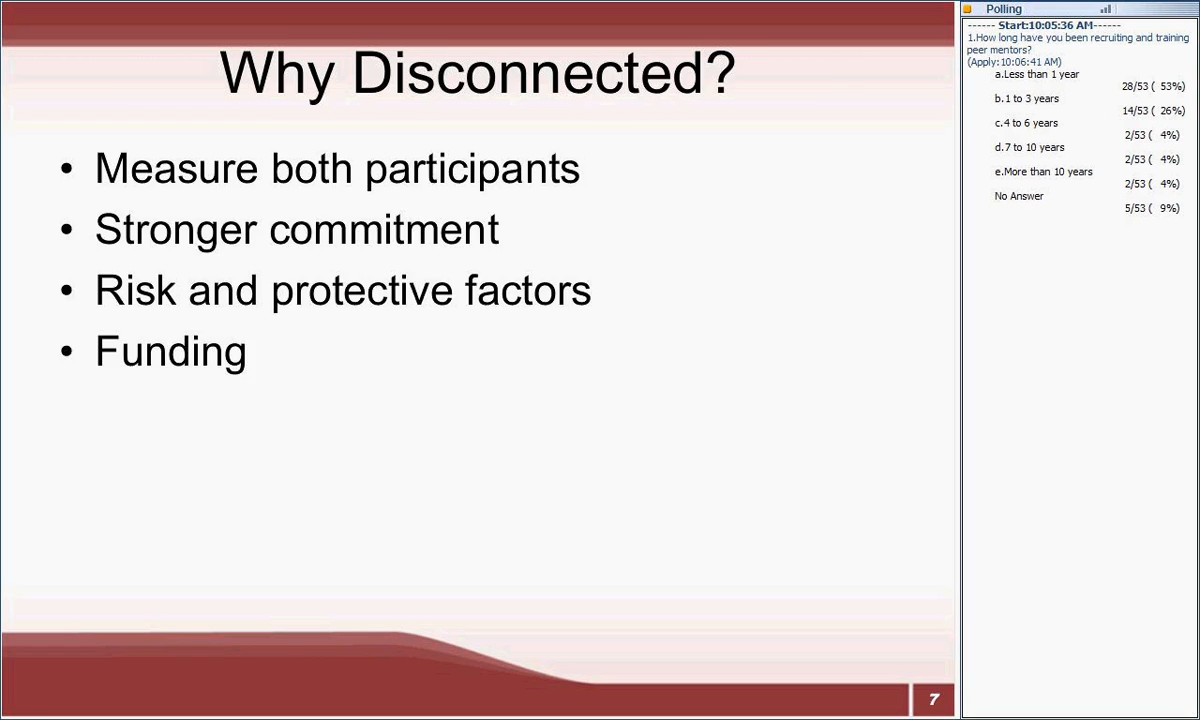 Why Disconnected?
• Measure both participants
• Stronger commitment
• Risk and protective factors
• Funding
7
Polling
------ Start:10:05:36 AM------
1.How long have you been recruiting and training
peer mentors?
(Apply:10:06:41 AM)
a.Less than 1 year
28/53 ( 53%)
b.1 to 3 years
14/53 ( 26%)
c.4 to 6 years
2/53 ( 4%)
d.7 to 10 years
2/53 ( 4%)
e.More than 10 years
2/53 ( 4%)
No Answer
5/53 ( 9%)